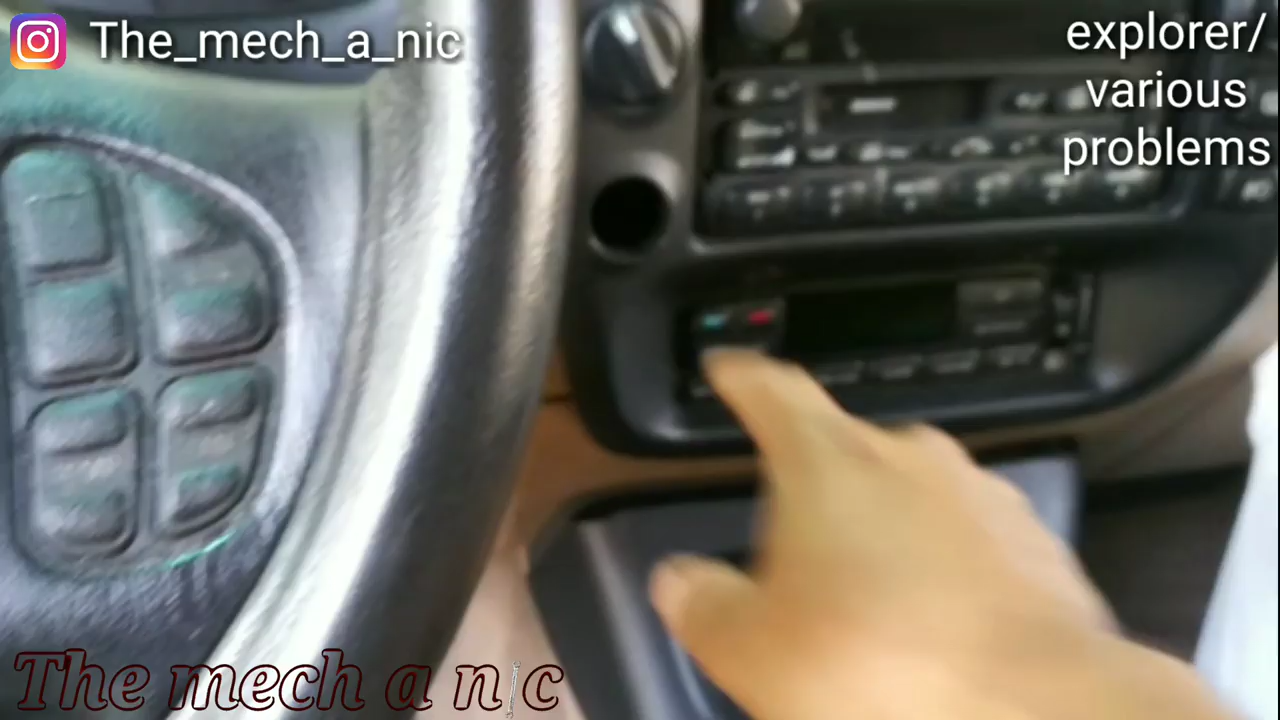 The_mech_a_nic
explorer/
various
problems
The mech a nic